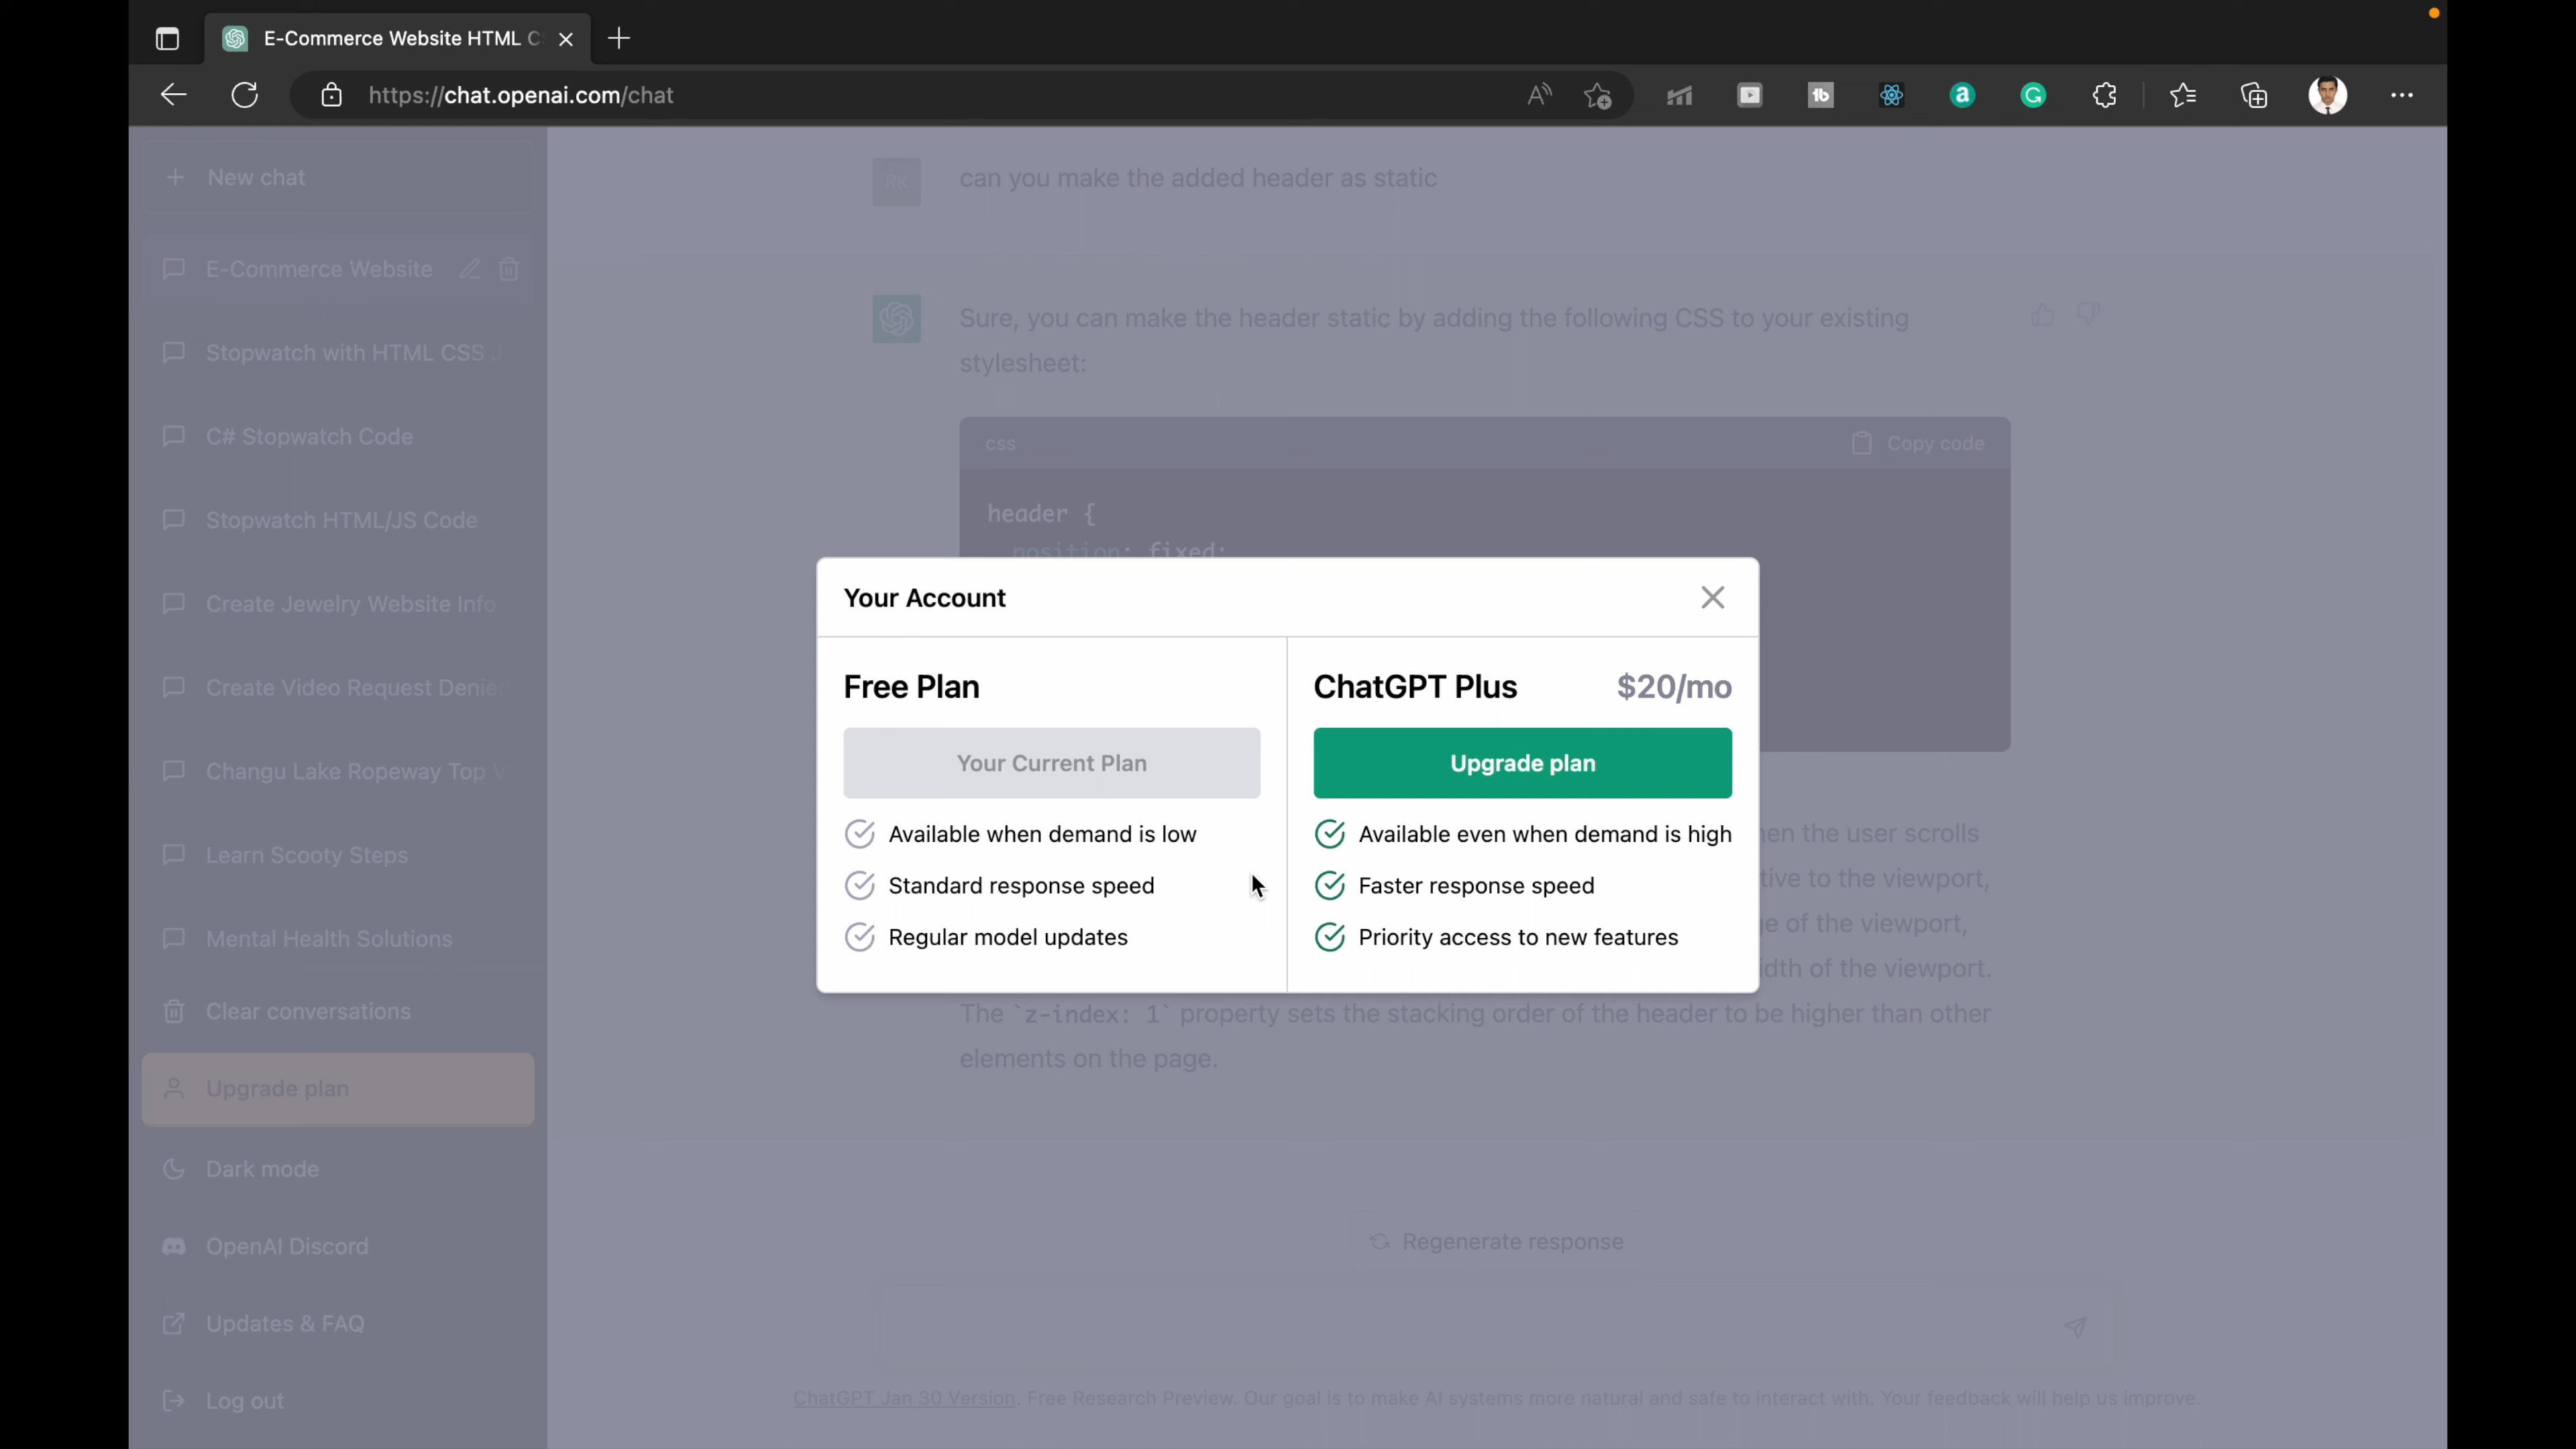 E-Commerce Website HTML C
https://chat.openai.com/chat
New chat
E-Commerce Website
Stopwatch with HTML CSS J
C# Stopwatch Code
Stopwatch HTML/JS Code
Create Jewelry Website Info
Create Video Request Denied
Changu Lake Ropeway Top V
Learn Scooty Steps
Mental Health Solutions
Clear conversations
Upgrade plan
Dark mode
OpenAI Discord
Updates & FAQ
Log out
RK
can you make the added header as static
Sure, you can make the header static by adding the following CSS to your existing
stylesheet:
css
Copy code
header {
position: fixed;
Your Account
Free Plan
Your Current Plan
Available when demand is low
Standard response speed
Regular model updates
ChatGPT Plus
$20/mo
Upgrade plan
Available even when demand is high
Faster response speed
Priority access to new features
the user scrolls
to the viewport,
of the viewport,
of the viewport.
The `z-index: 1` property sets the stacking order of the header to be higher than other
elements on the page.
Regenerate response
ChatGPT Jan 30 Version. Free Research Preview. Our goal is to make AI systems more natural and safe to interact with. Your feedback will help us improve.